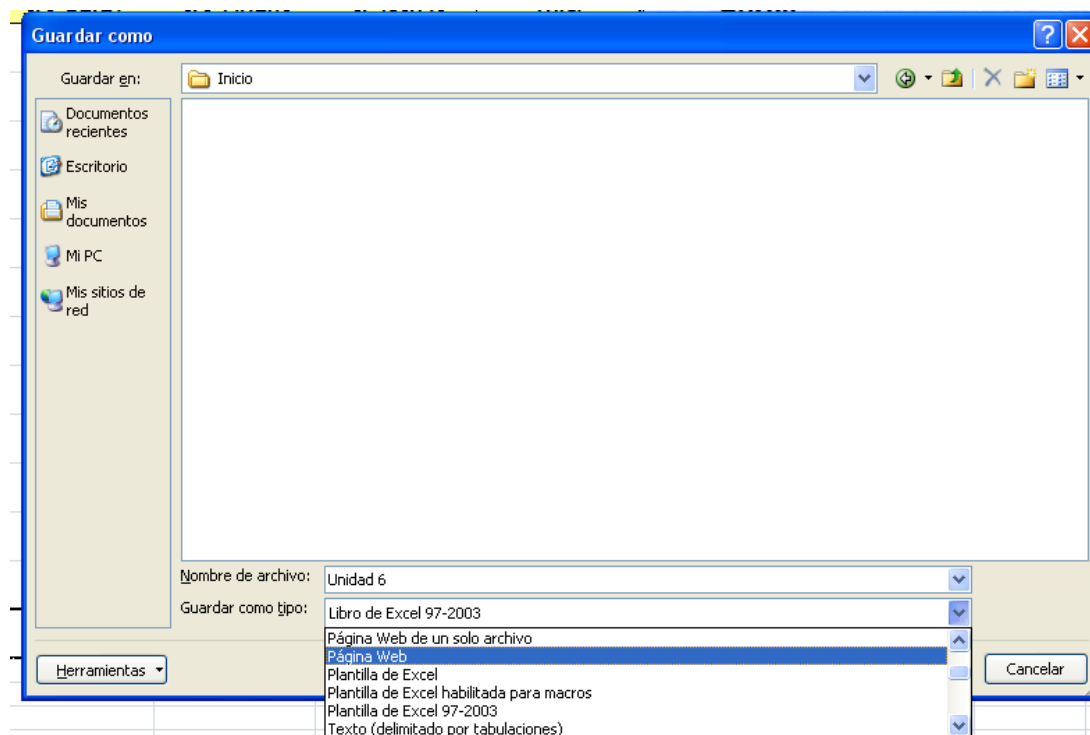 Guardar como
Guardar en:
Inicio
Documentos
recientes
Escritorio
Mis
documentos
Mi PC
Mis sitios de
red
Nombre de archivo:
Unidad 6
Guardar como tipo:
Libro de Excel 97-2003
Página Web de un solo archivo
Página Web
Plantilla de Excel
Plantilla de Excel habilitada para macros
Plantilla de Excel 97-2003
Texto (delimitado por tabulaciones)
Herramientas
Cancelar